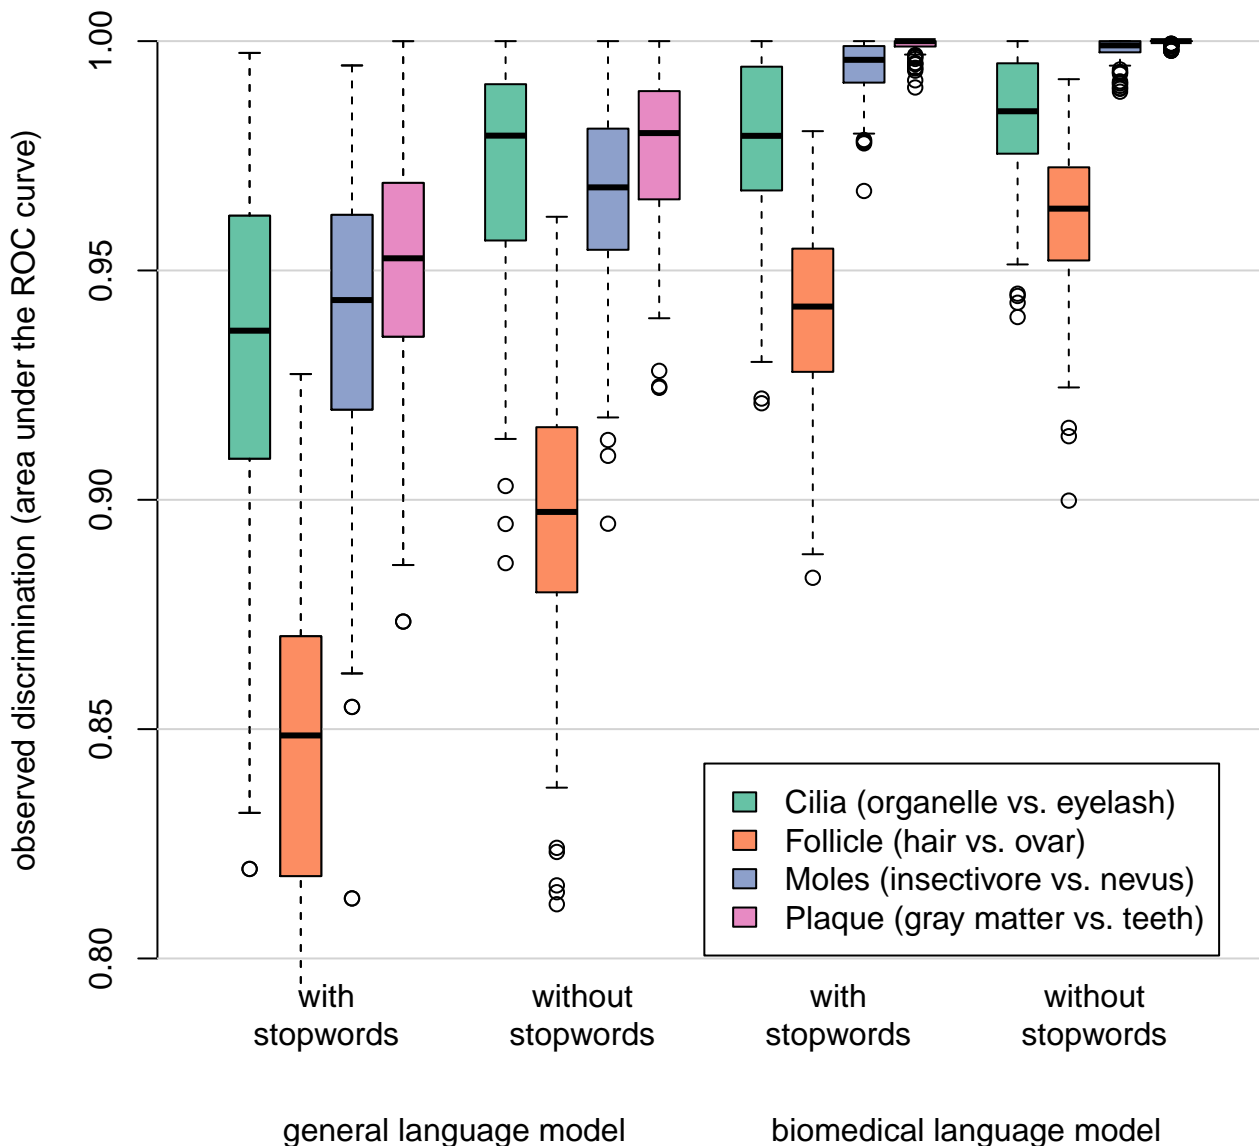 observed discrimination (area under the ROC curve)
1.00
0.95
0.90
0.85
0.80
Cilia (organelle vs. eyelash)
Follicle (hair vs. ovar)
Moles (insectivore vs. nevus)
Plaque (gray matter vs. teeth)
with
stopwords
without
stopwords
with
stopwords
without
stopwords
general language model
biomedical language model